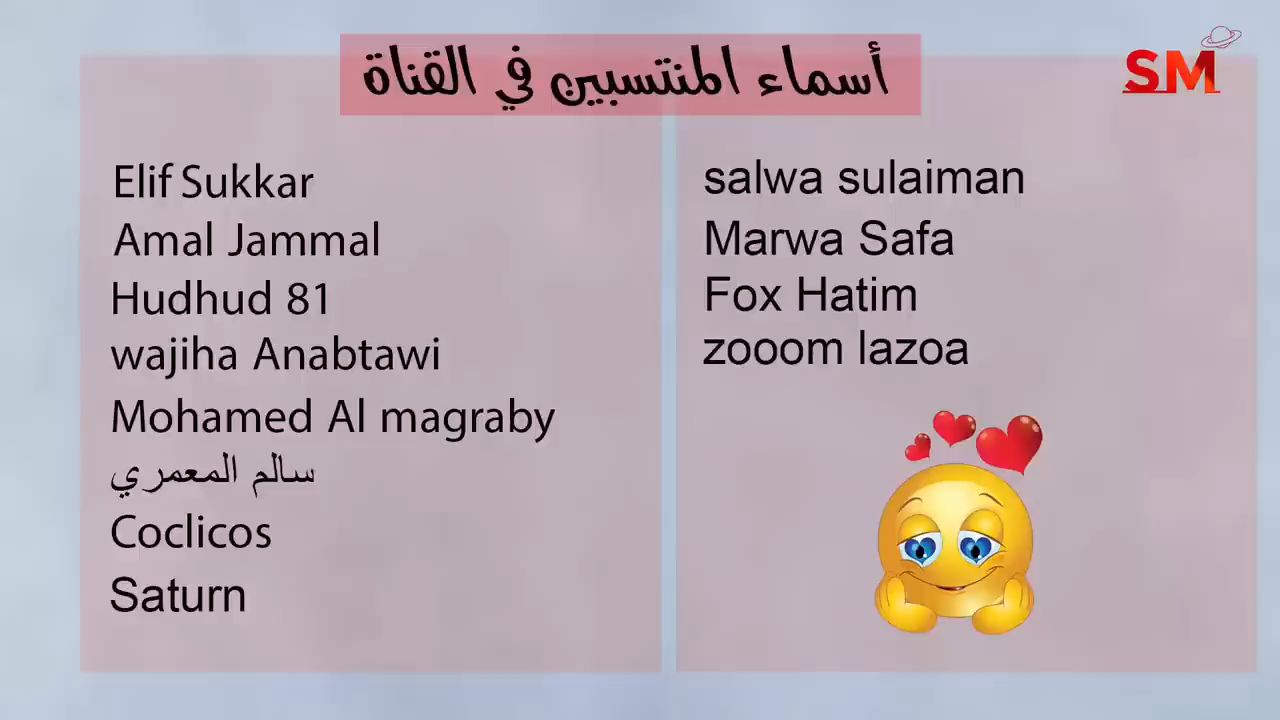 أسماء المنتسبين في القناة
SM
Elif Sukkar
Amal Jammal
Hudhud 81
wajiha Anabtawi
Mohamed Al magraby
سالم المعمري
Coclicos
Saturn
salwa sulaiman
Marwa Safa
Fox Hatim
zooom lazoa